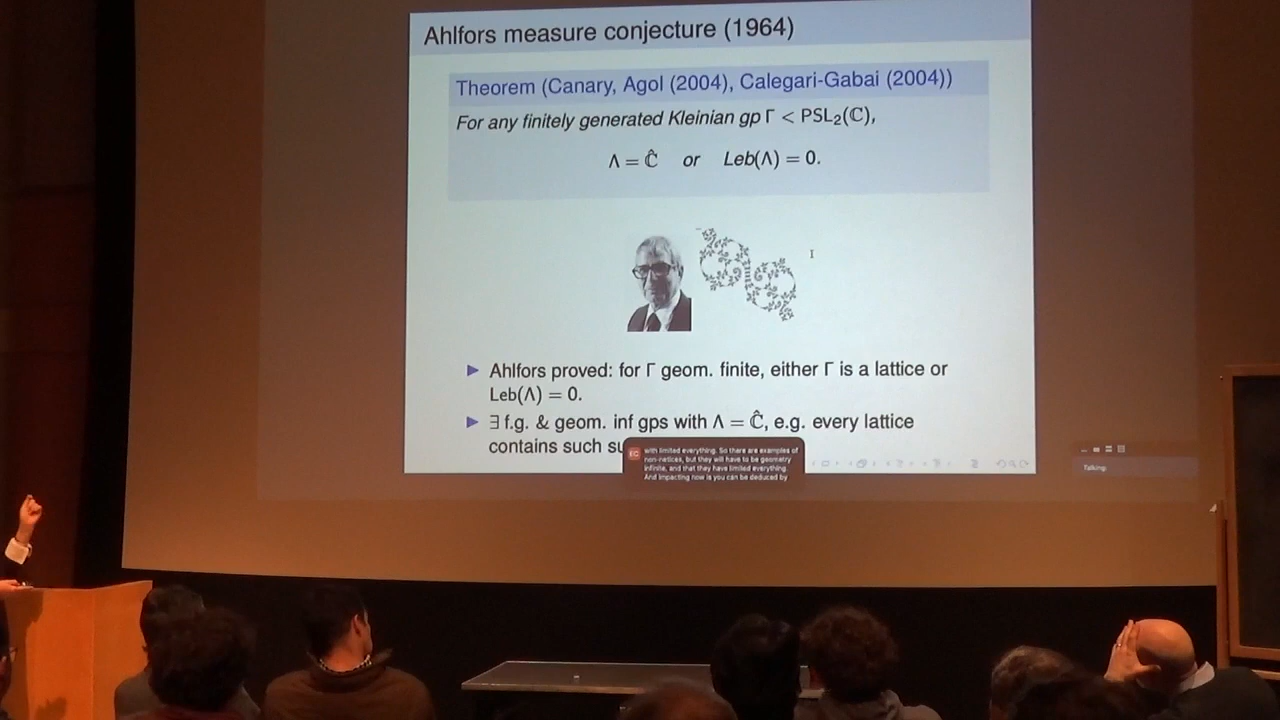 Ahlfors measure conjecture (1964)
Theorem (Canary, Agol (2004), Calegari-Gabai (2004))
For any finitely generated Kleinian gp Γ < PSL₂(ℂ),
Λ = Ĉ or Leb(Λ) = 0.
Ahlfors proved: for Γ geom. finite, either Γ is a lattice or
Leb(Λ) = 0.
∃ f.g. & geom. inf gps with Λ = Ĉ, e.g. every lattice
contains such su
EC
with limited everything. So there are examples of
non-lettices, but they will have to be geometry
infinite, and that they have limited everything.
And impacting now is you can be deduced by
Talking: